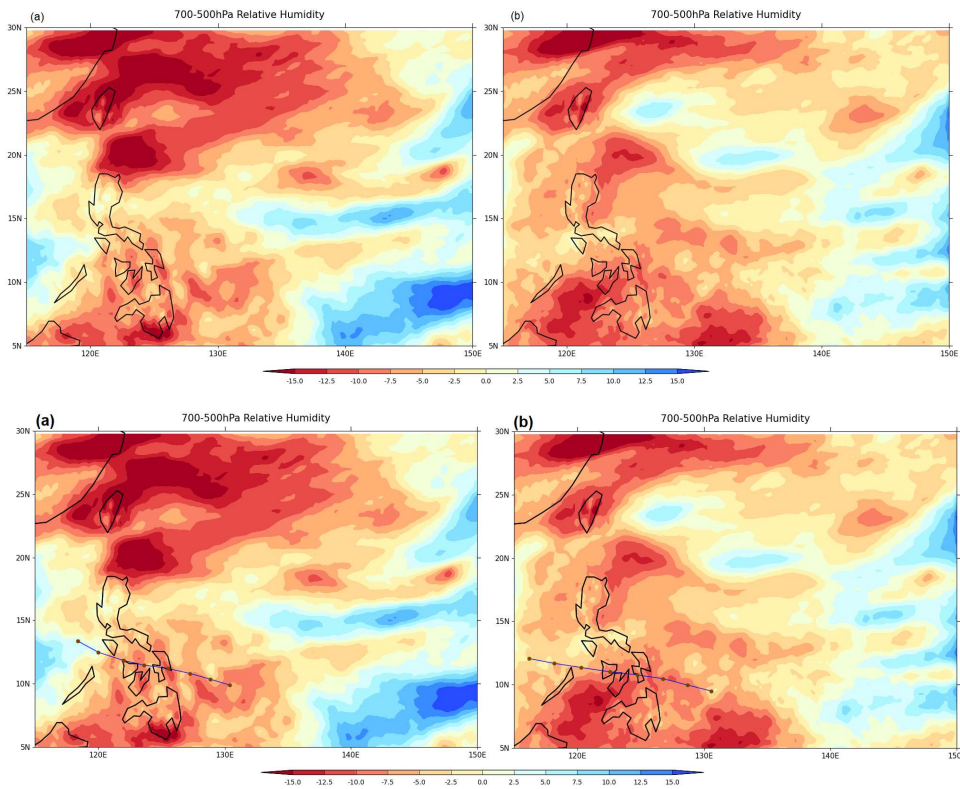 (a) 700-500hPa Relative Humidity
30N
25N
20N
15N
10N
5N
120E 130E 140E 150E
(b) 700-500hPa Relative Humidity
30N
25N
20N
15N
10N
5N
120E 130E 140E 150E
-15.0 -12.5 -10.0 -7.5 -5.0 -2.5 0.0 2.5 5.0 7.5 10.0 12.5 15.0
(a) 700-500hPa Relative Humidity
30N
25N
20N
15N
10N
5N
120E 130E 140E 150E
(b) 700-500hPa Relative Humidity
30N
25N
20N
15N
10N
5N
120E 130E 140E 150E
-15.0 -12.5 -10.0 -7.5 -5.0 -2.5 0.0 2.5 5.0 7.5 10.0 12.5 15.0